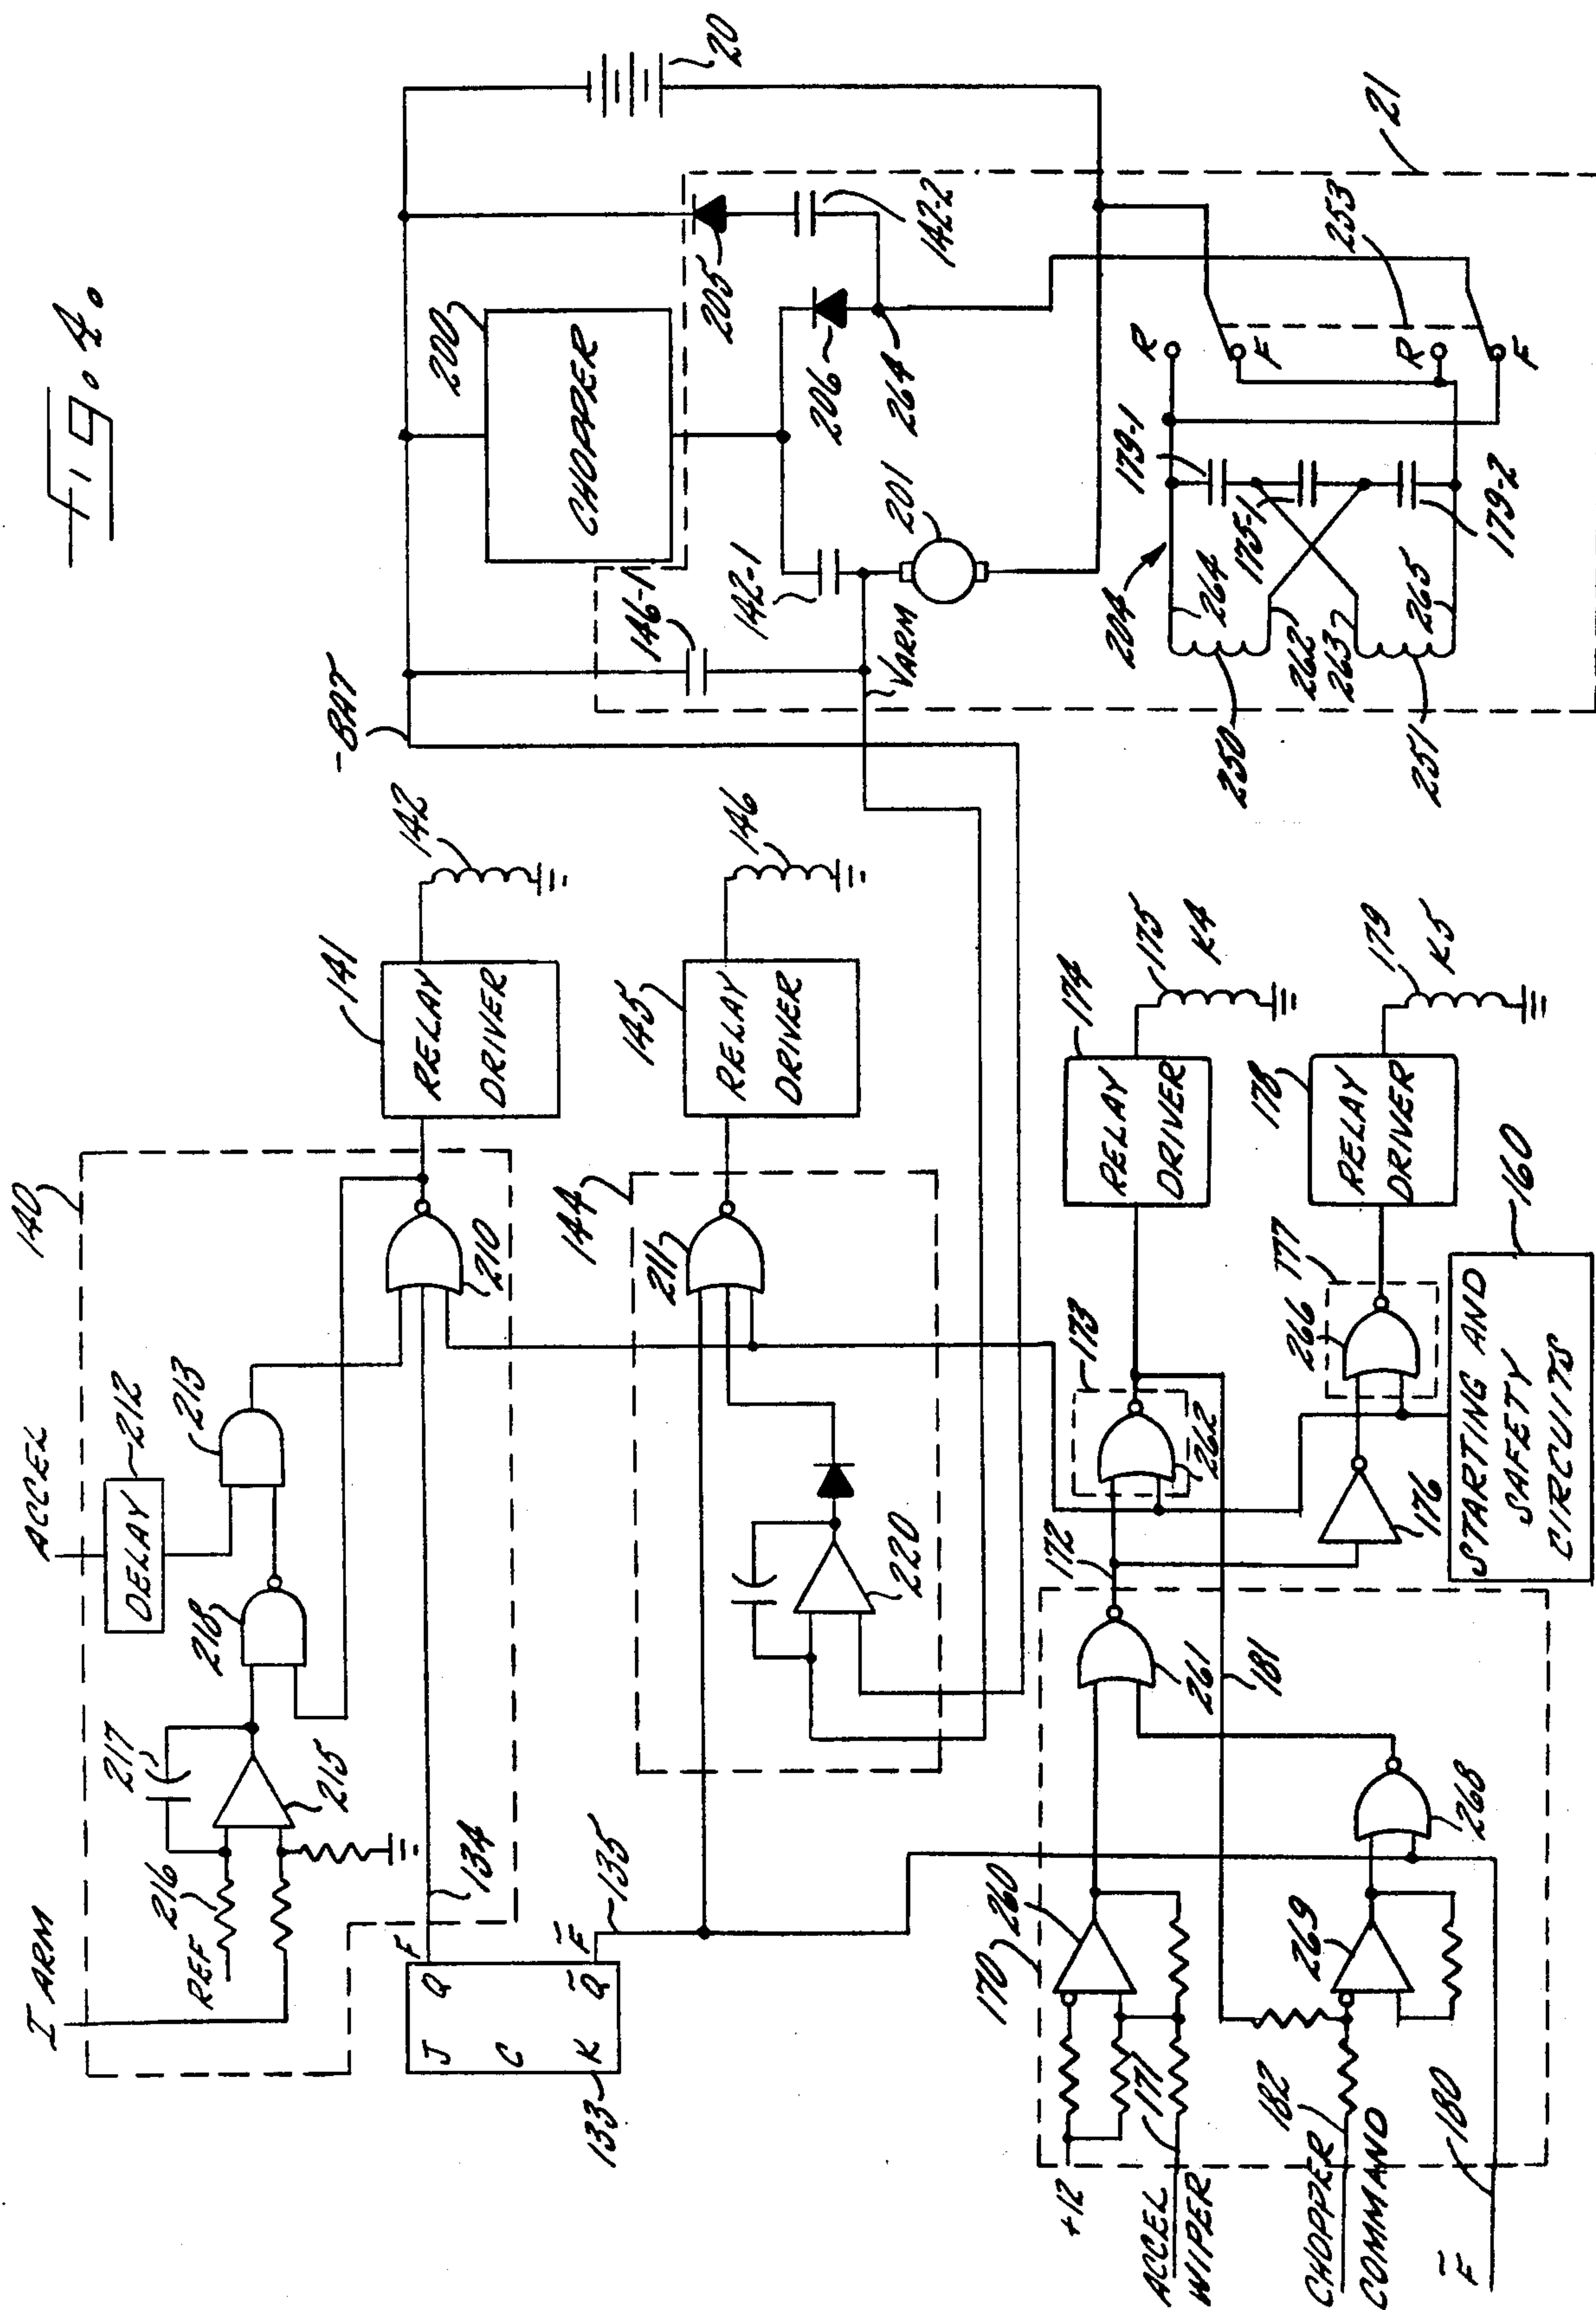 Fig. 4.
I ARM
ACCEL
140
DELAY
212
213
217
218
216
REF
215
210
134
141
RELAY
DRIVER
142
J
Q
F
C
K
Q̄
F̄
133
135
144
211
220
145
RELAY
DRIVER
146
-BAT
200
CHOPPER
20
146-1
142-1
VARM
201
205
206
264
142-2
21
204
264
179-1
R
F
253
175-1
262
263
R
F
265
179-2
250
251
170
260
+12
171
ACCEL
WIPER
172
173
262
174
RELAY
DRIVER
175
K4
261
181
176
266
177
178
RELAY
DRIVER
179
K5
182
CHOPPER
COMMAND
269
268
180
F̄
STARTING AND
SAFETY
CIRCUITS
160